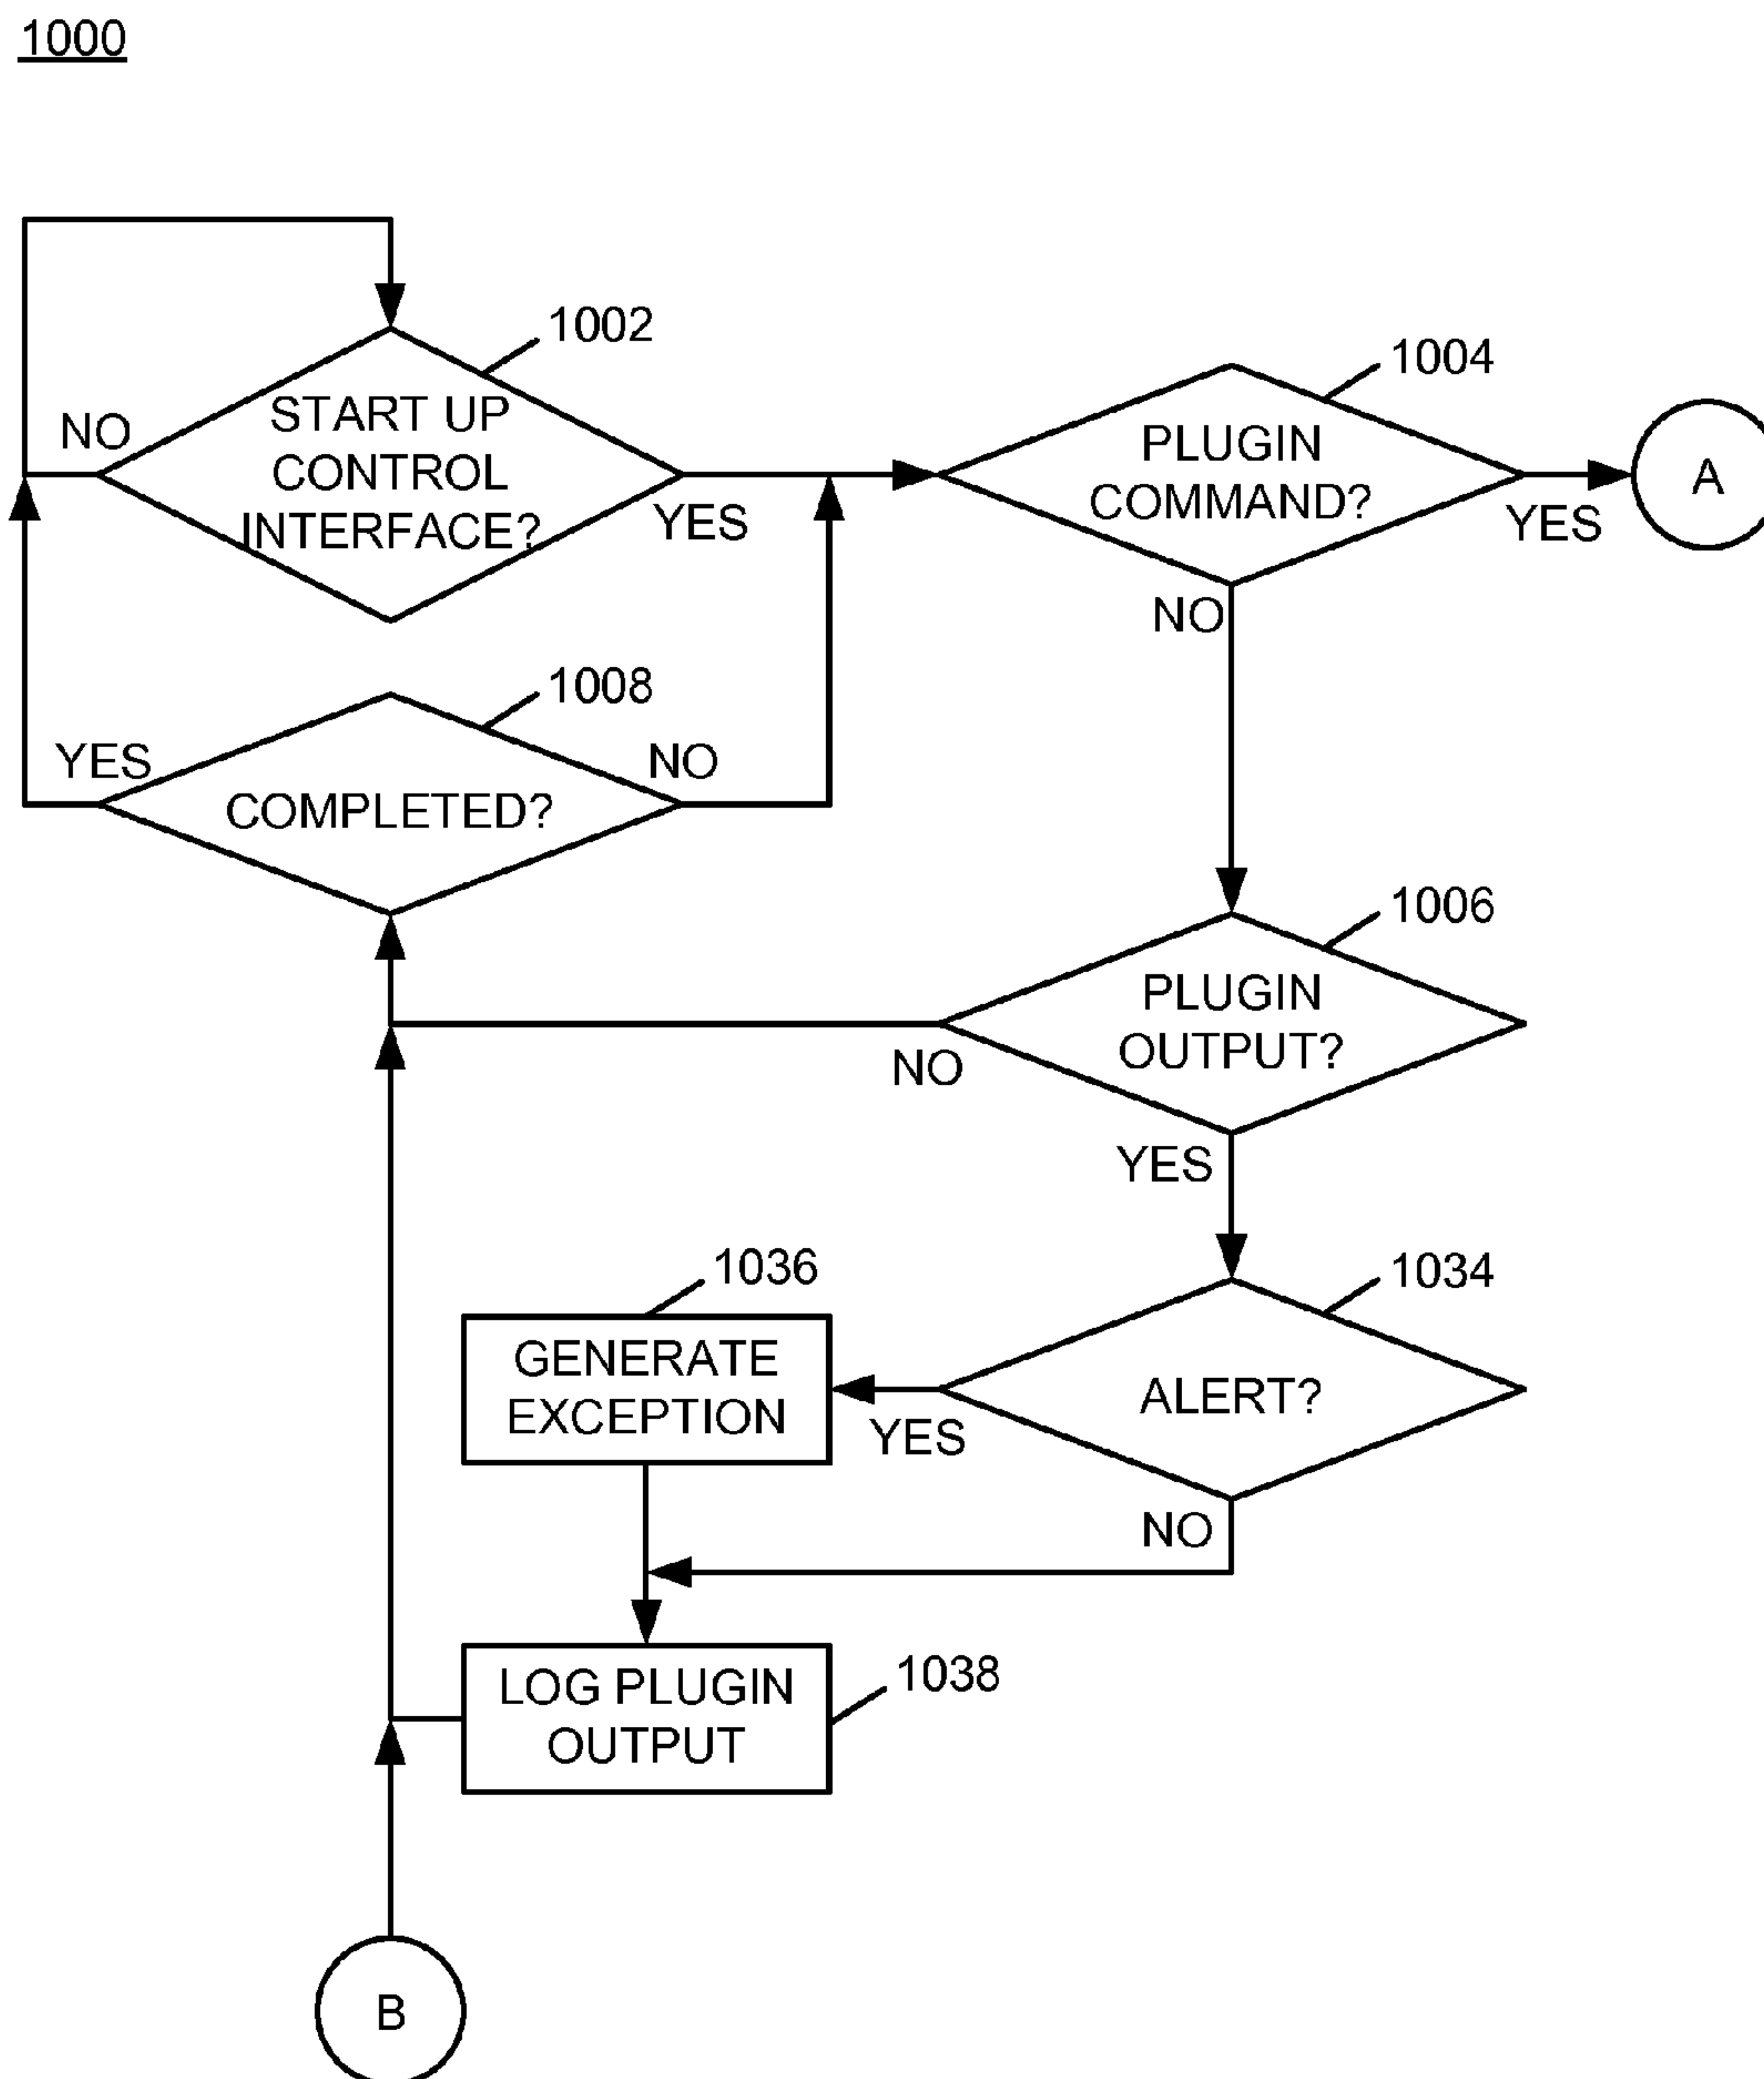 1000
1002
START UP
CONTROL
INTERFACE?
NO
YES
1004
PLUGIN
COMMAND?
YES
A
NO
1008
YES
COMPLETED?
NO
1006
PLUGIN
OUTPUT?
NO
YES
1036
GENERATE
EXCEPTION
1034
ALERT?
YES
NO
1038
LOG PLUGIN
OUTPUT
B